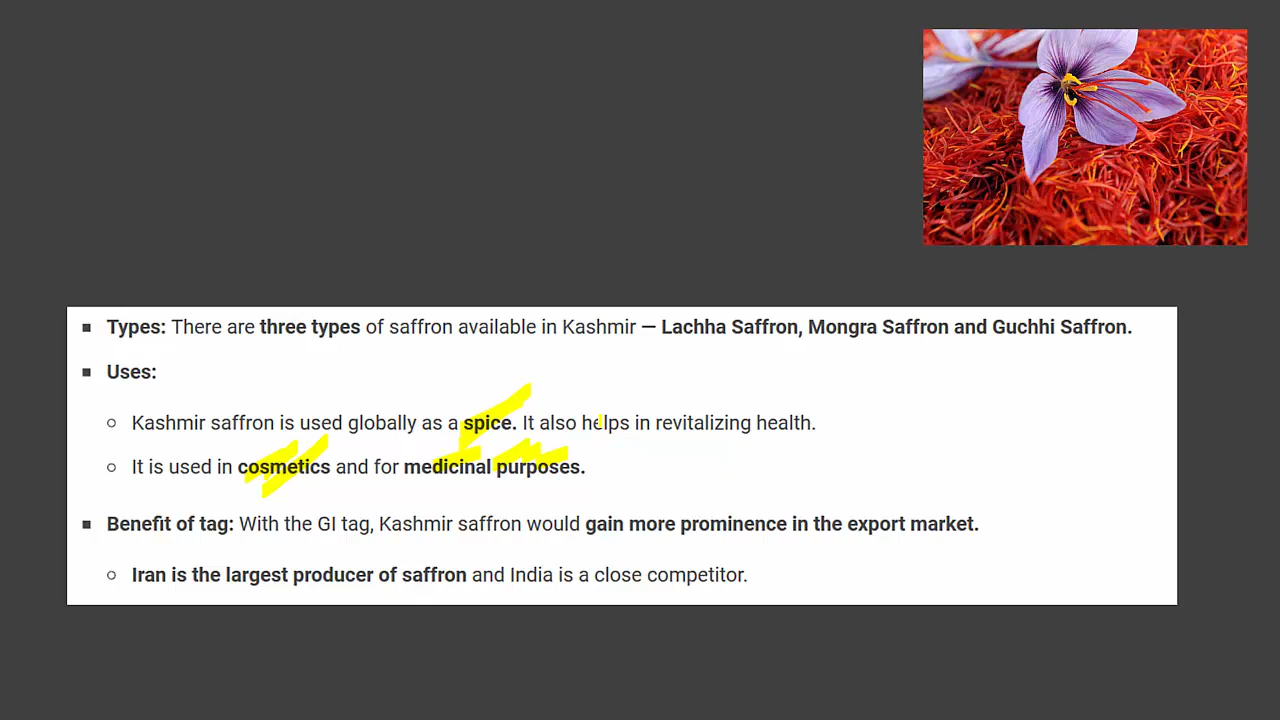 Types: There are three types of saffron available in Kashmir — Lachha Saffron, Mongra Saffron and Guchhi Saffron.
Uses:
Kashmir saffron is used globally as a spice. It also helps in revitalizing health.
It is used in cosmetics and for medicinal purposes.
Benefit of tag: With the GI tag, Kashmir saffron would gain more prominence in the export market.
Iran is the largest producer of saffron and India is a close competitor.